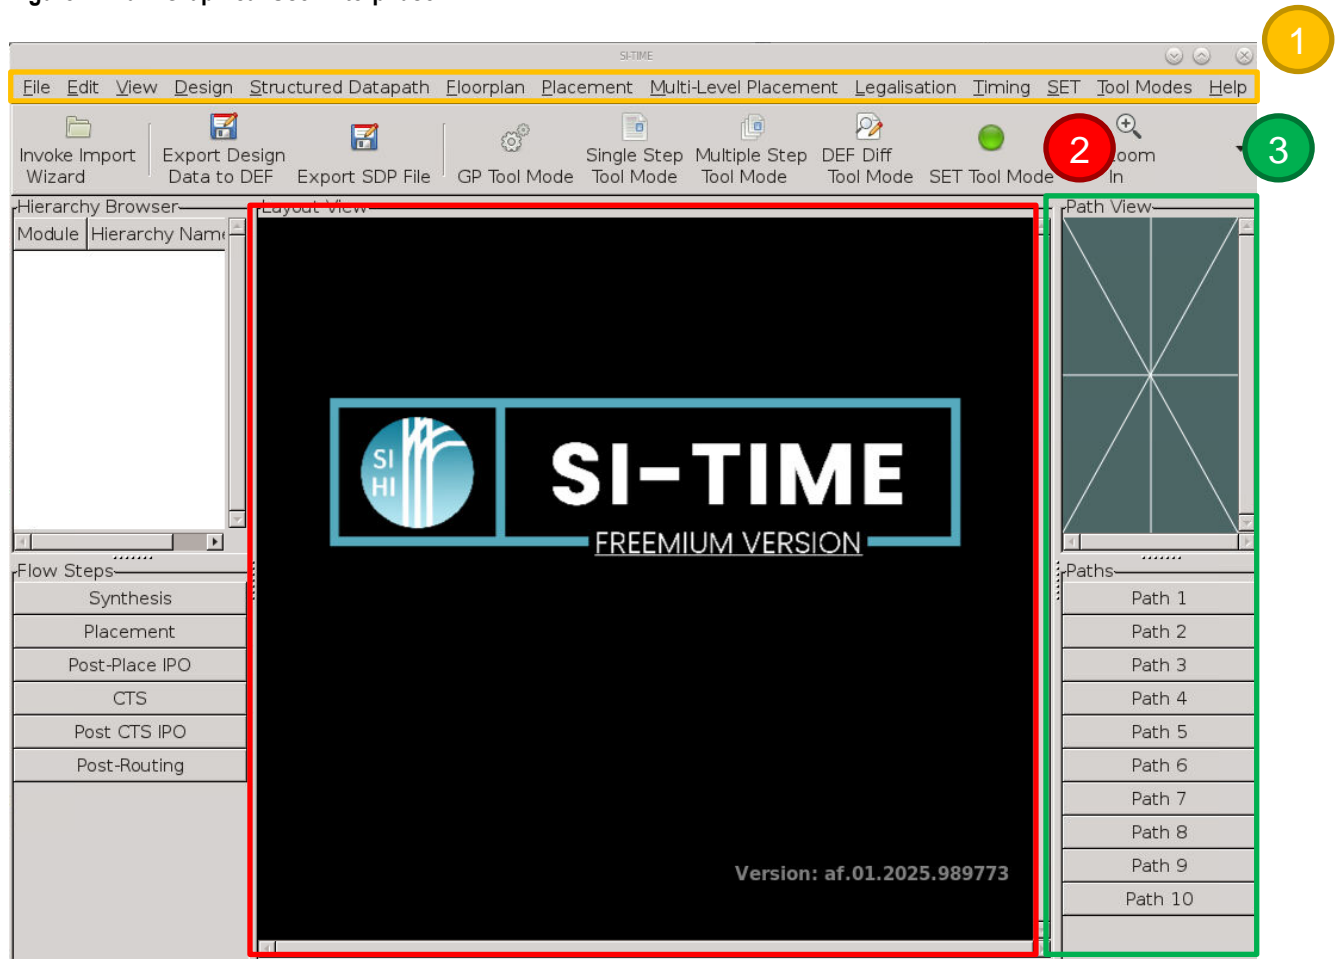 1
SI-TIME
File Edit View Design Structured Datapath Floorplan Placement Multi-Level Placement Legalisation Timing SET Tool Modes Help
Invoke Import Wizard
Export Design Data to DEF
Export SDP File
GP Tool Mode
Single Step Tool Mode
Multiple Step Tool Mode
DEF Diff Tool Mode
SET Tool Mode
2
In
3
Hierarchy Browser
Module Hierarchy Name
Layout View
Path View
SI
HI
SI-TIME
FREEMIUM VERSION
Flow Steps
Synthesis
Placement
Post-Place IPO
CTS
Post CTS IPO
Post-Routing
Paths
Path 1
Path 2
Path 3
Path 4
Path 5
Path 6
Path 7
Path 8
Path 9
Path 10
Version: af.01.2025.989773